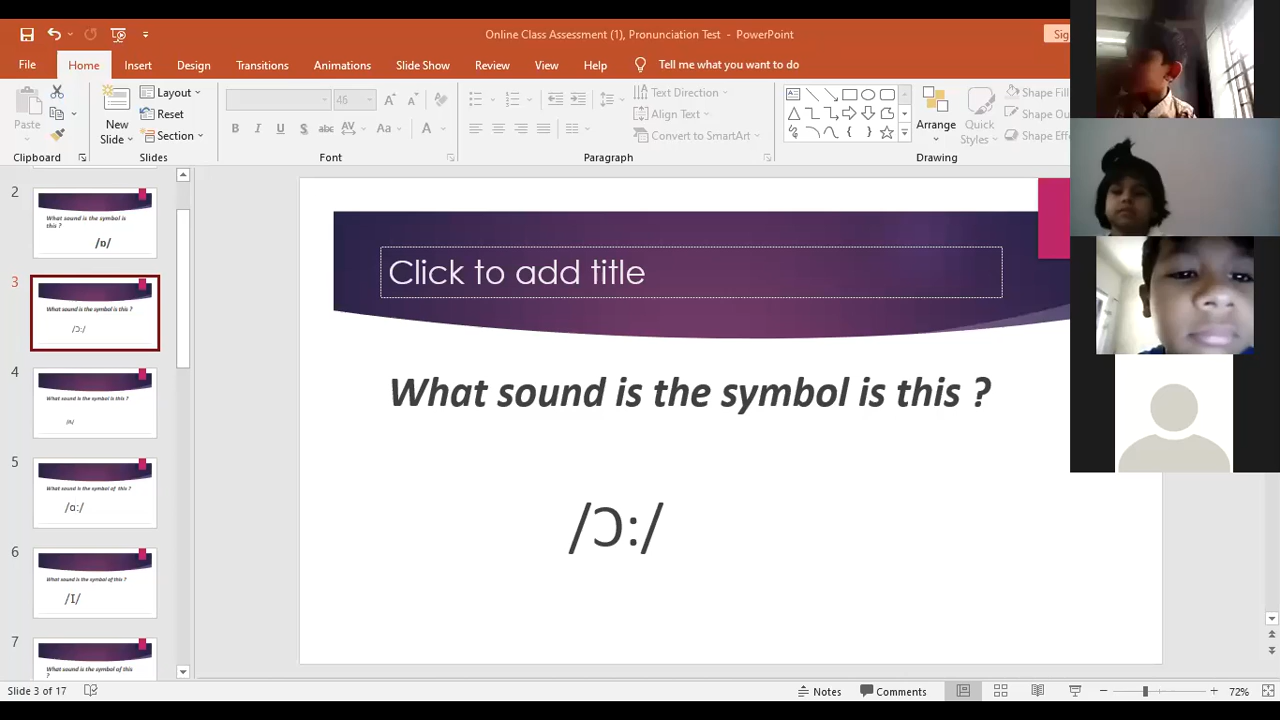 Online Class Assessment (1), Pronunciation Test - PowerPoint
File Home Insert Design Transitions Animations Slide Show Review View Help Tell me what you want to do
Paste
Clipboard
New
Slide
Layout
Reset
Section
Slides
45
B I U S abc Aa A
Font
Text Direction
Align Text
Convert to SmartArt
Paragraph
Arrange
Quick
Styles
Shape Fill
Drawing
2
What sound is the symbol is
this ?
/ɒ/
3
What sound is the symbol is this ?
/Ɔ:/
4
What sound is the symbol is this ?
5
What sound is the symbol of this ?
/ɑ:/
6
What sound is the symbol of this ?
/I/
7
What sound is the symbol of this
?
Click to add title
What sound is the symbol is this ?
/Ɔ:/
Slide 3 of 17
Notes
Comments
72%